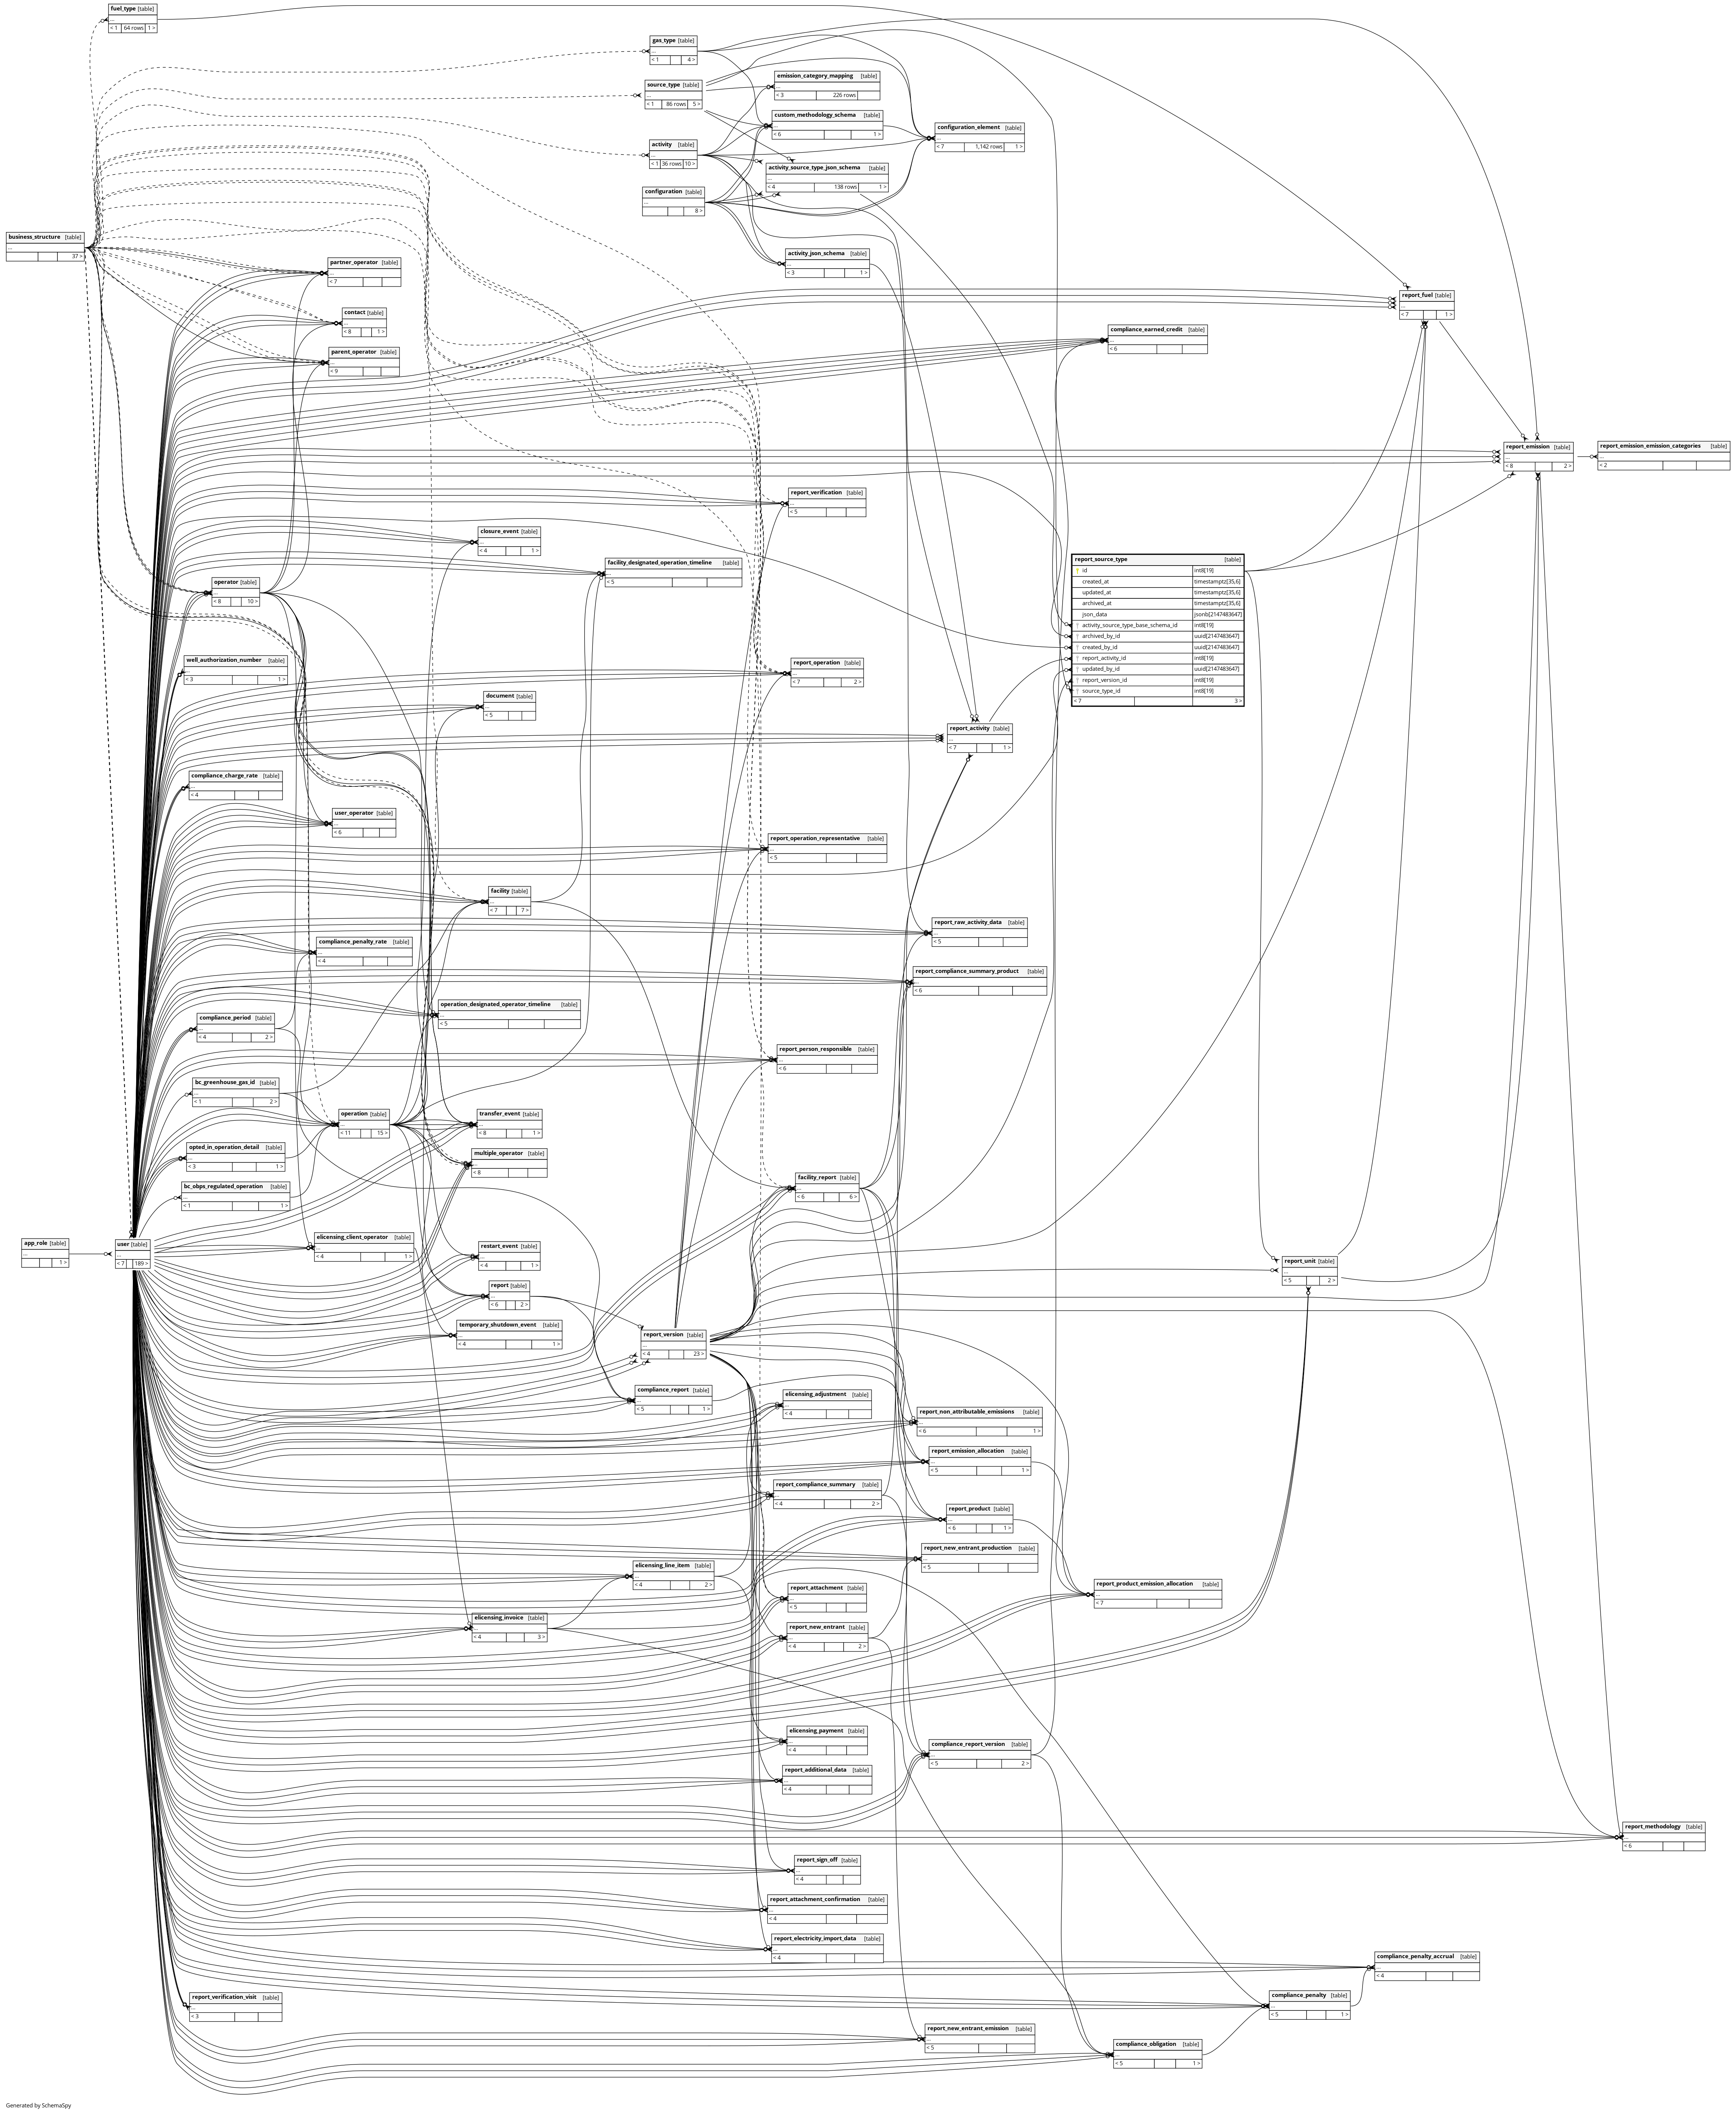 fuel_type [table]
...
< 1 64 rows 1 >
gas_type [table]
...
< 1 4 >
source_type [table]
...
< 1 86 rows 5 >
emission_category_mapping [table]
...
< 3 226 rows
custom_methodology_schema [table]
...
< 6 1 >
configuration_element [table]
...
< 7 1,142 rows 1 >
activity [table]
...
< 1 36 rows 10 >
activity_source_type_json_schema [table]
...
< 4 138 rows 1 >
configuration [table]
...
8 >
business_structure [table]
...
37 >
activity_json_schema [table]
...
< 3 1 >
partner_operator [table]
...
< 7
report_fuel [table]
...
< 7 1 >
contact [table]
...
< 8 1 >
compliance_earned_credit [table]
...
< 6
parent_operator [table]
...
< 9
report_emission [table]
...
< 8 2 >
report_emission_emission_categories [table]
...
< 2
report_verification [table]
...
< 5
closure_event [table]
...
< 4 1 >
facility_designated_operation_timeline [table]
...
< 5
report_source_type [table]
id int8[19]
created_at timestamptz[35,6]
updated_at timestamptz[35,6]
archived_at timestamptz[35,6]
json_data jsonb[2147483647]
activity_source_type_base_schema_id int8[19]
archived_by_id uuid[2147483647]
created_by_id uuid[2147483647]
report_activity_id int8[19]
updated_by_id uuid[2147483647]
report_version_id int8[19]
source_type_id int8[19]
< 7 3 >
operator [table]
...
< 8 10 >
well_authorization_number [table]
...
< 3 1 >
report_operation [table]
...
< 7 2 >
document [table]
...
< 5
report_activity [table]
...
< 7 1 >
compliance_charge_rate [table]
...
< 4
user_operator [table]
...
< 6
report_operation_representative [table]
...
< 5
facility [table]
...
< 7 7 >
report_raw_activity_data [table]
...
< 5
compliance_penalty_rate [table]
...
< 4
report_compliance_summary_product [table]
...
< 6
operation_designated_operator_timeline [table]
...
< 5
compliance_period [table]
...
< 4 2 >
report_person_responsible [table]
...
< 6
bc_greenhouse_gas_id [table]
...
< 1 2 >
operation [table]
...
< 11 15 >
transfer_event [table]
...
< 8 1 >
opted_in_operation_detail [table]
...
< 3 1 >
multiple_operator [table]
...
< 8
facility_report [table]
...
< 6 6 >
bc_obps_regulated_operation [table]
...
< 1 1 >
app_role [table]
...
1 >
user [table]
...
< 7 189 >
elicensing_client_operator [table]
...
< 4 1 >
restart_event [table]
...
< 4 1 >
report_unit [table]
...
< 5 2 >
report [table]
...
< 6 2 >
temporary_shutdown_event [table]
...
< 4 1 >
report_version [table]
...
< 4 23 >
compliance_report [table]
...
< 5 1 >
elicensing_adjustment [table]
...
< 4
report_non_attributable_emissions [table]
...
< 6 1 >
report_emission_allocation [table]
...
< 5 1 >
report_compliance_summary [table]
...
< 4 2 >
report_product [table]
...
< 6 1 >
report_new_entrant_production [table]
...
< 5
elicensing_line_item [table]
...
< 4 2 >
report_product_emission_allocation [table]
...
< 7
report_attachment [table]
...
< 5
elicensing_invoice [table]
...
< 4 3 >
report_new_entrant [table]
...
< 4 2 >
elicensing_payment [table]
...
< 4
compliance_report_version [table]
...
< 5 2 >
report_additional_data [table]
...
< 4
report_methodology [table]
...
< 6
report_sign_off [table]
...
< 4
report_attachment_confirmation [table]
...
< 4
report_electricity_import_data [table]
...
< 4
compliance_penalty_accrual [table]
...
< 4
report_verification_visit [table]
...
< 3
compliance_penalty [table]
...
< 5 1 >
report_new_entrant_emission [table]
...
< 5
compliance_obligation [table]
...
< 5 1 >
Generated by SchemaSpy